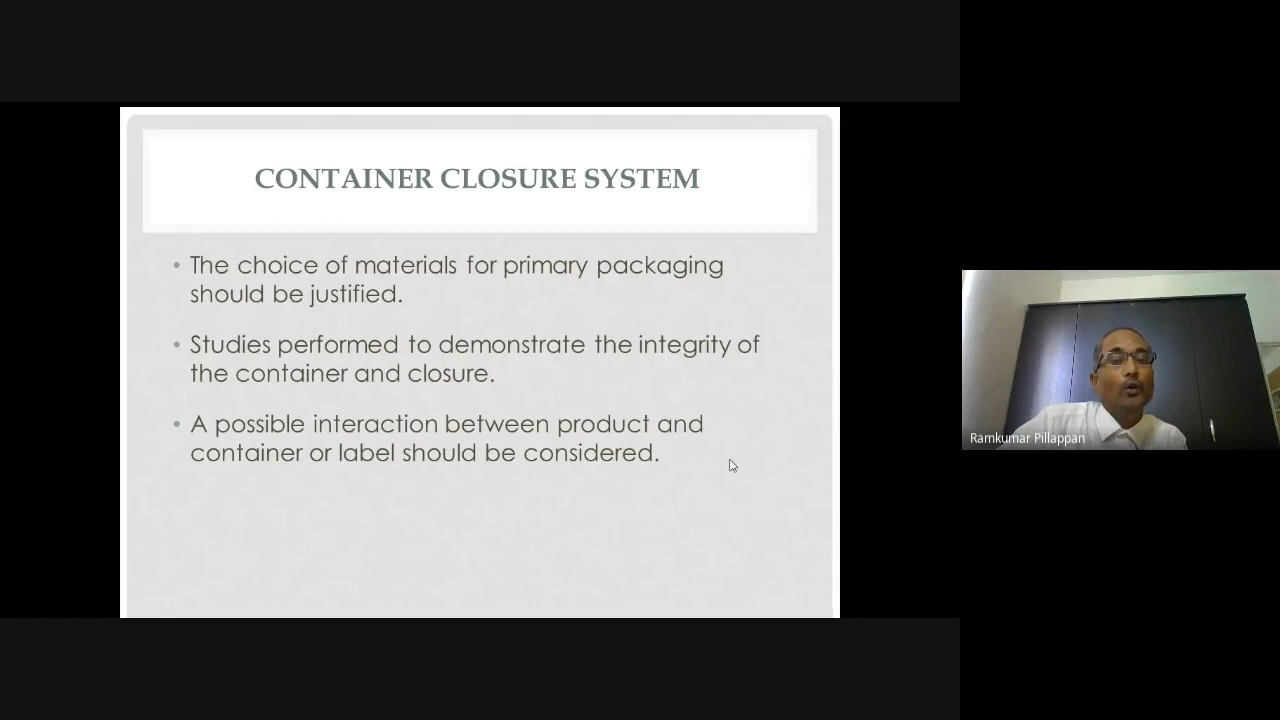 CONTAINER CLOSURE SYSTEM
• The choice of materials for primary packaging
should be justified.
• Studies performed to demonstrate the integrity of
the container and closure.
• A possible interaction between product and
container or label should be considered.
Ramkumar Pillappan